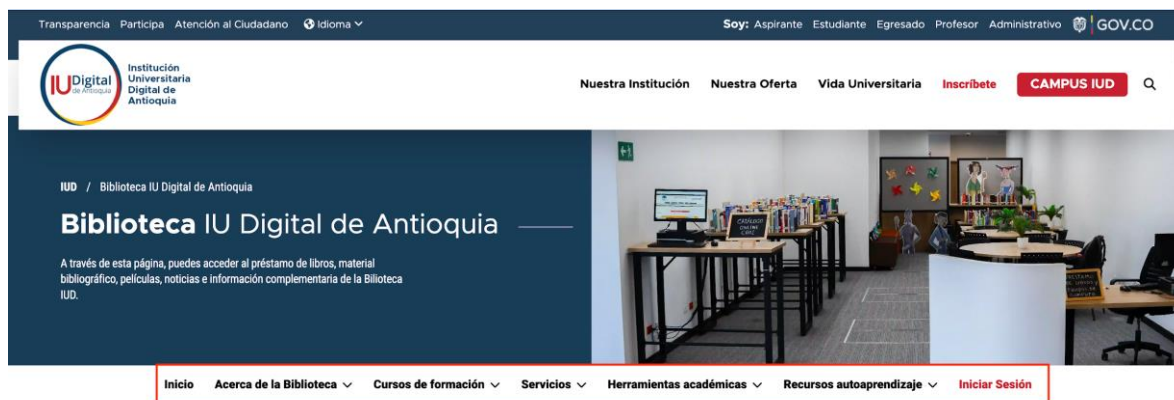 Transparencia Participa Atención al Ciudadano Idioma
Soy: Aspirante Estudiante Egresado Profesor Administrativo GOV.CO
IUDigital
de Antioquia
Institución
Universitaria
Digital de
Antioquia
Nuestra Institución Nuestra Oferta Vida Universitaria Inscríbete CAMPUS IUD
IUD / Biblioteca IU Digital de Antioquia
Biblioteca IU Digital de Antioquia
A través de esta página, puedes acceder al préstamo de libros, material
bibliográfico, películas, noticias e información complementaria de la Bilioteca
IUD.
CATÁLOGO
ONLINE
Inicio Acerca de la Biblioteca Cursos de formación Servicios Herramientas académicas Recursos autoaprendizaje Iniciar Sesión